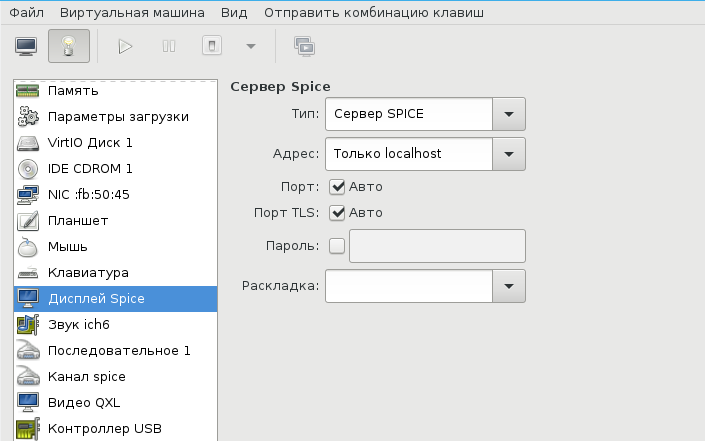 Файл Виртуальная машина Вид Отправить комбинацию клавиш
Память
Параметры загрузки
VirtIO Диск 1
IDE CDROM 1
NIC :fb:50:45
Планшет
Мышь
Клавиатура
Дисплей Spice
Звук ich6
Последовательное 1
Канал spice
Видео QXL
Контроллер USB
Сервер Spice
Тип: Сервер SPICE
Адрес: Только localhost
Порт: Авто
Порт TLS: Авто
Пароль:
Раскладка: